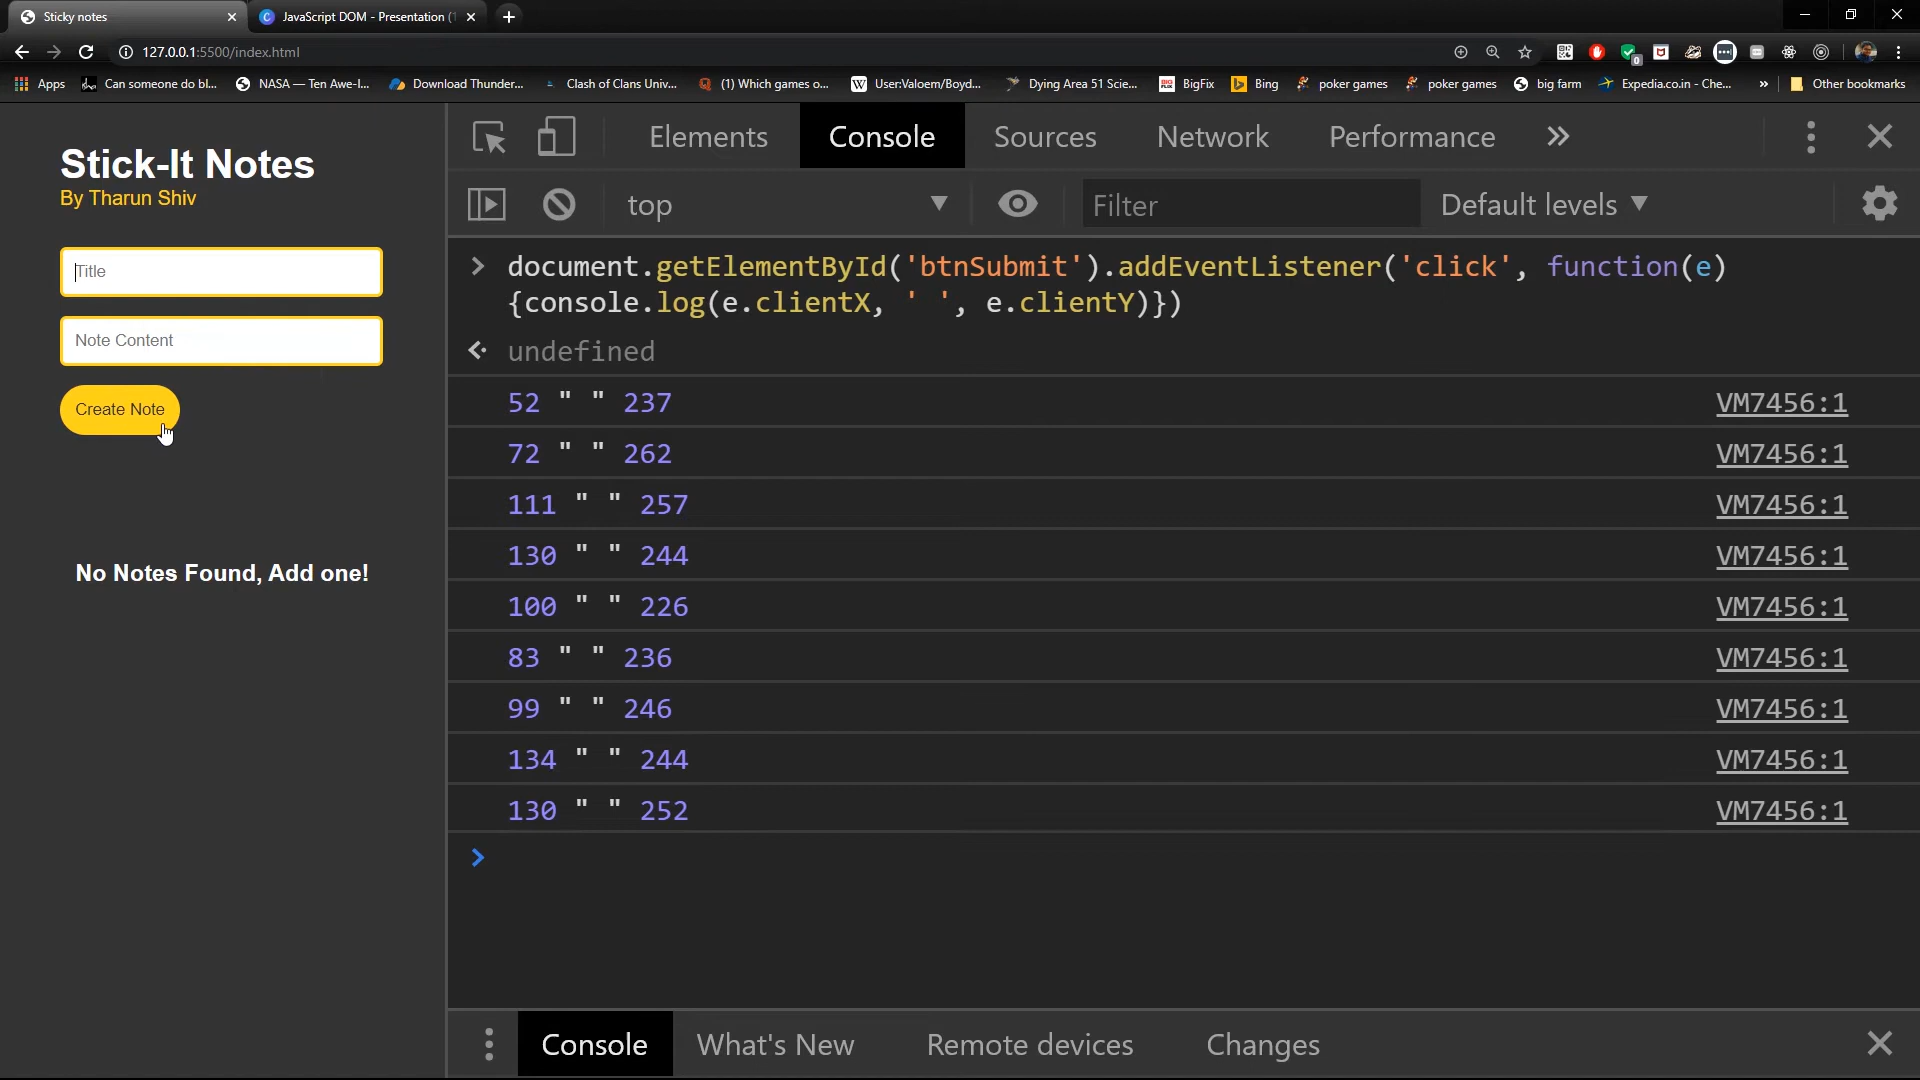 Sticky notes
JavaScript DOM - Presentation (
127.0.0.1:5500/index.html
0
Apps
Can someone do bl...
NASA — Ten Awe-I...
Download Thunder...
Clash of Clans Univ...
(1) Which games o...
User:Valoem/Boyd...
Dying Area 51 Scie...
BigFix
Bing
poker games
poker games
big farm
Expedia.co.in - Che...
»
Other bookmarks
Stick-It Notes
By Tharun Shiv
Title
Note Content
Create Note
No Notes Found, Add one!
Elements
Console
Sources
Network
Performance
»
top
Filter
Default levels
document.getElementById('btnSubmit').addEventListener('click', function(e)
{console.log(e.clientX, ' ', e.clientY)})
undefined
52 " " 237 VM7456:1
72 " " 262 VM7456:1
111 " " 257 VM7456:1
130 " " 244 VM7456:1
100 " " 226 VM7456:1
83 " " 236 VM7456:1
99 " " 246 VM7456:1
134 " " 244 VM7456:1
130 " " 252 VM7456:1
Console
What's New
Remote devices
Changes